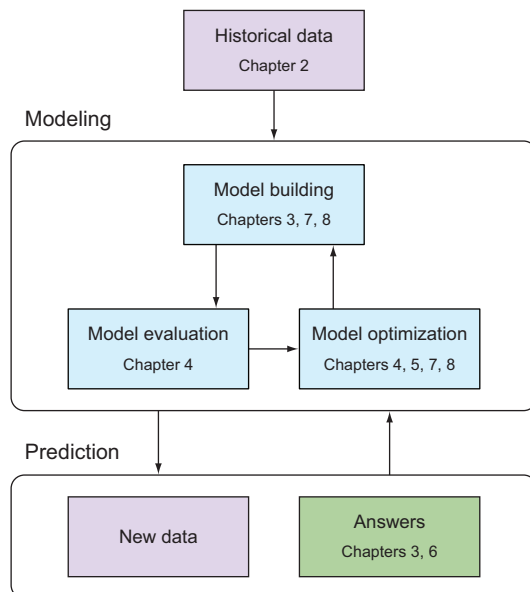 Historical data
Chapter 2
Modeling
Model building
Chapters 3, 7, 8
Model evaluation
Chapter 4
Model optimization
Chapters 4, 5, 7, 8
Prediction
New data
Answers
Chapters 3, 6